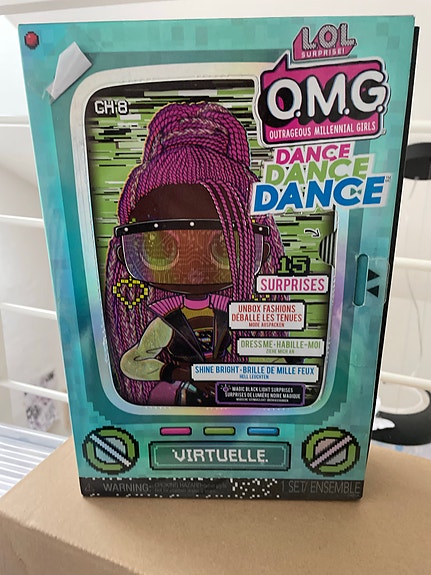 L.O.L.
SURPRISE!
O.M.G.
OUTRAGEOUS MILLENNIAL GIRLS
DANCE
DANCE
DANCE
GH-8
15
SURPRISES
UNBOX FASHIONS
DÉBALLE LES TENUES
MODE AUSPACKEN
DRESS ME • HABILLE-MOI
ZIEHE MICH AN
SHINE BRIGHT • BRILLE DE MILLE FEUX
HELL LEUCHTEN
MAGIC BLACK LIGHT SURPRISES
SURPRISES DE LUMIÈRE NOIRE MAGIQUE
VIRTUELLE
WARNING:
1 SET/ENSEMBLE